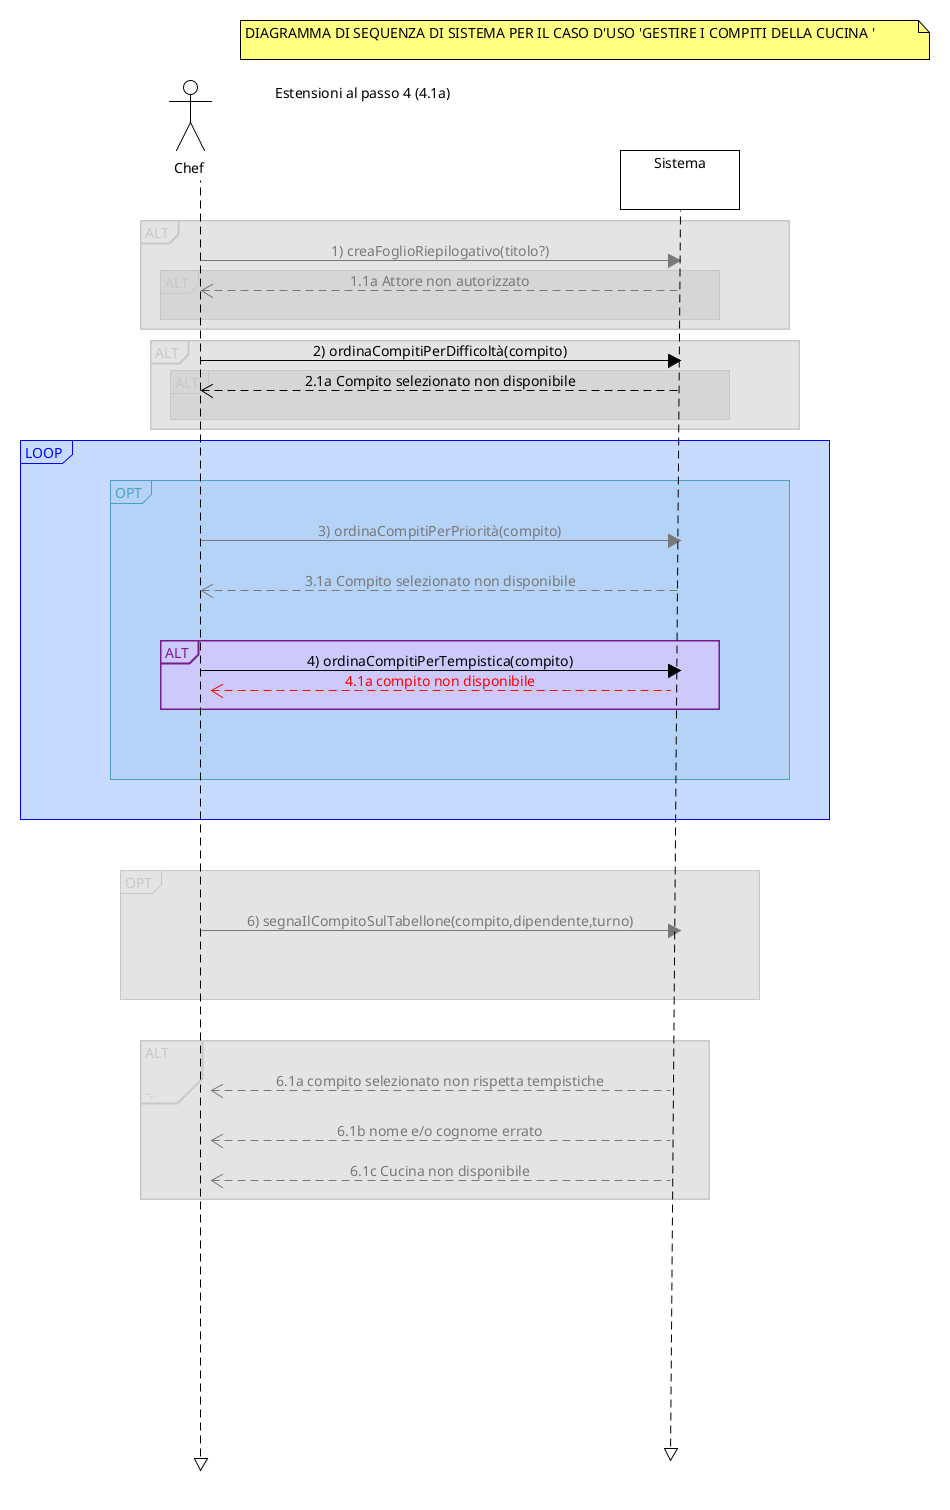 DIAGRAMMA DI SEQUENZA DI SISTEMA PER IL CASO D'USO 'GESTIRE I COMPITI DELLA CUCINA '
Estensioni al passo 4 (4.1a)
Chef
Sistema
ALT
1) creaFoglioRiepilogativo(titolo?)
ALT
1.1a Attore non autorizzato
ALT
2) ordinaCompitiPerDifficoltà(compito)
ALT
2.1a Compito selezionato non disponibile
LOOP
OPT
3) ordinaCompitiPerPriorità(compito)
3.1a Compito selezionato non disponibile
ALT
4) ordinaCompitiPerTempistica(compito)
4.1a compito non disponibile
OPT
6) segnaIlCompitoSulTabellone(compito,dipendente,turno)
ALT
6.1a compito selezionato non rispetta tempistiche
-.
6.1b nome e/o cognome errato
6.1c Cucina non disponibile